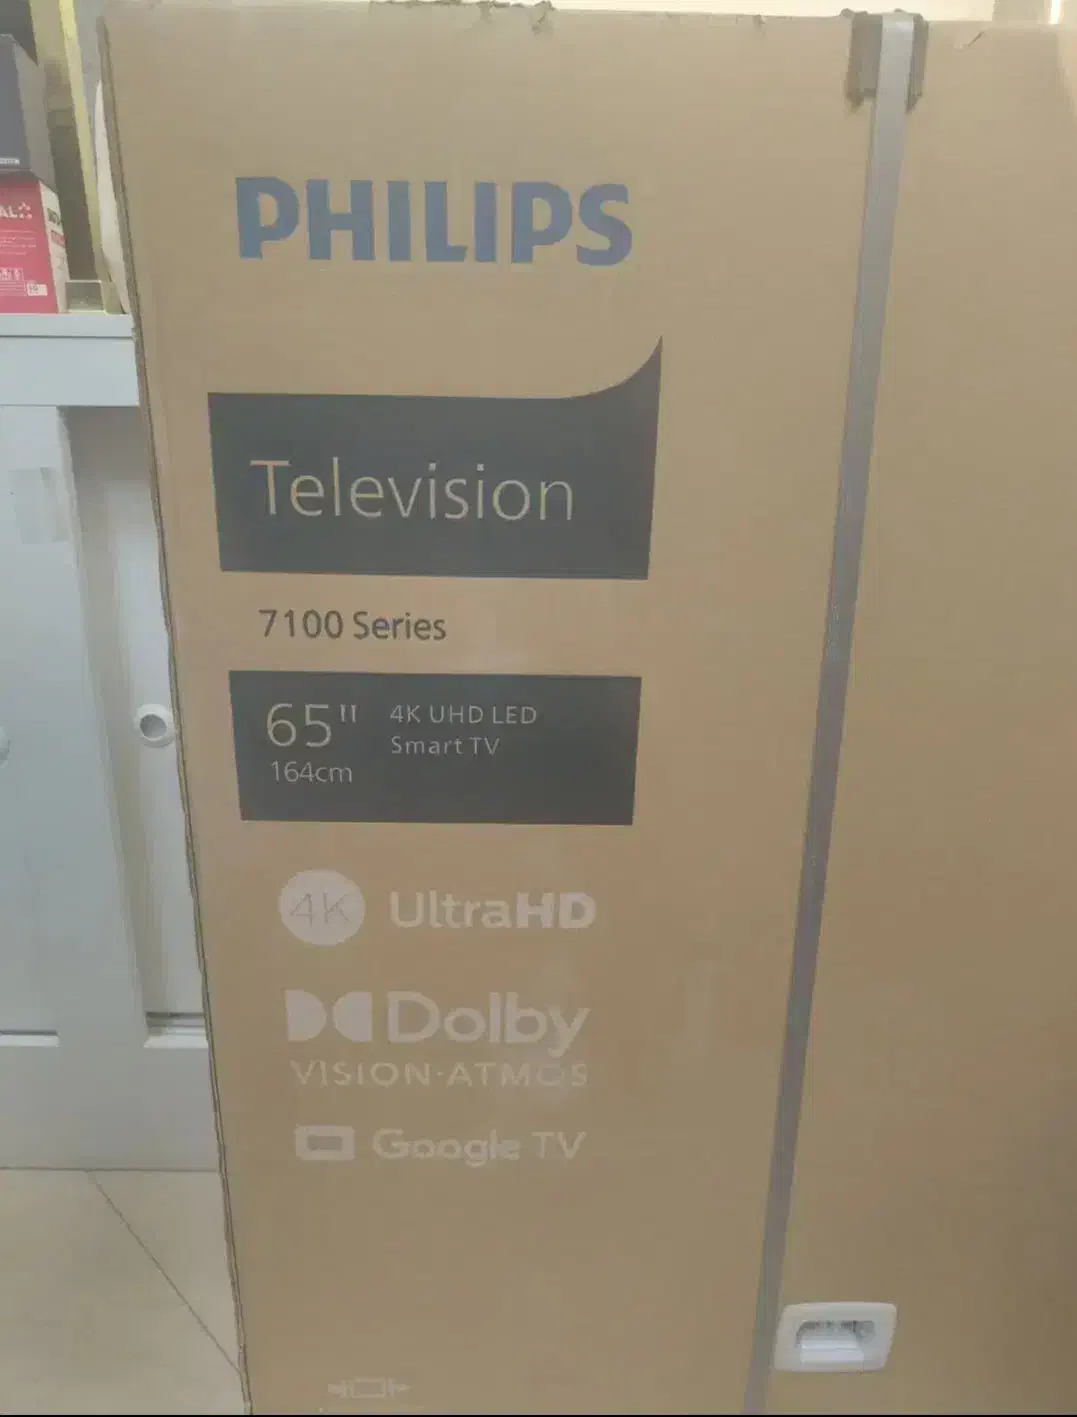 PHILIPS
Television
7100 Series
65" 4K UHD LED
164cm Smart TV
4K UltraHD
Dolby
VISION·ATMOS
Google TV